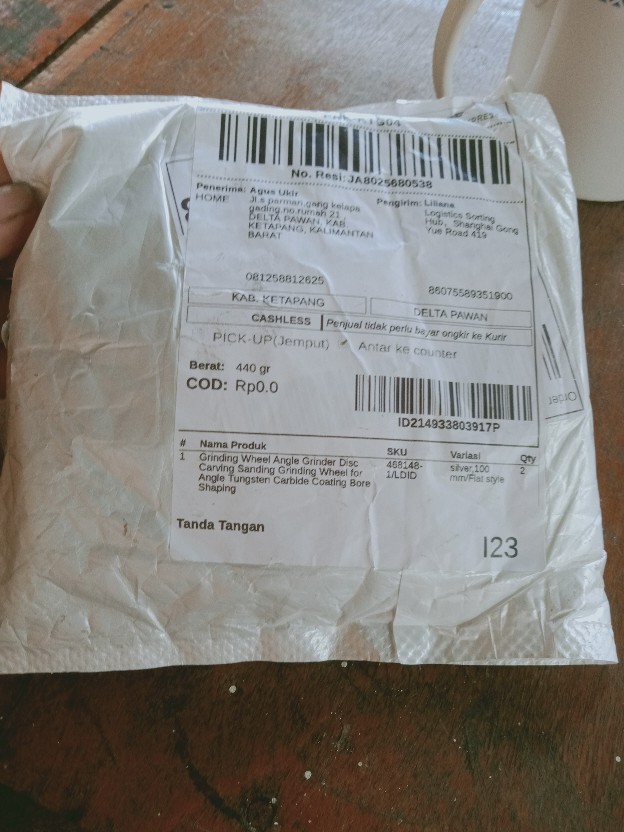 No. Resi: JA8025680538
Penerima: Agus Ukir
HOME
Jl.s parman,gang kelapa
gading,no,rumah 21 ,
DELTA PAWAN, KAB.
KETAPANG, KALIMANTAN
BARAT
Pengirim: Liliana
Logistics Sorting
Hub, Shanghai Gong
Yue Road 419
081258812625
86075589351900
KAB. KETAPANG
DELTA PAWAN
CASHLESS Penjual tidak perlu bayar ongkir ke Kurir
PICK-UP(Jemput) ✓ Antar ke counter
Berat: 440 gr
COD: Rp0.0
ID214933803917P
# Nama Produk SKU Variasi Qty
1 Grinding Wheel Angle Grinder Disc
Carving Sanding Grinding Wheel for
Angle Tungsten Carbide Coating Bore
Shaping
468148-
1/LDID
silver,100
mm/Flat style
2
Tanda Tangan
I23
Order